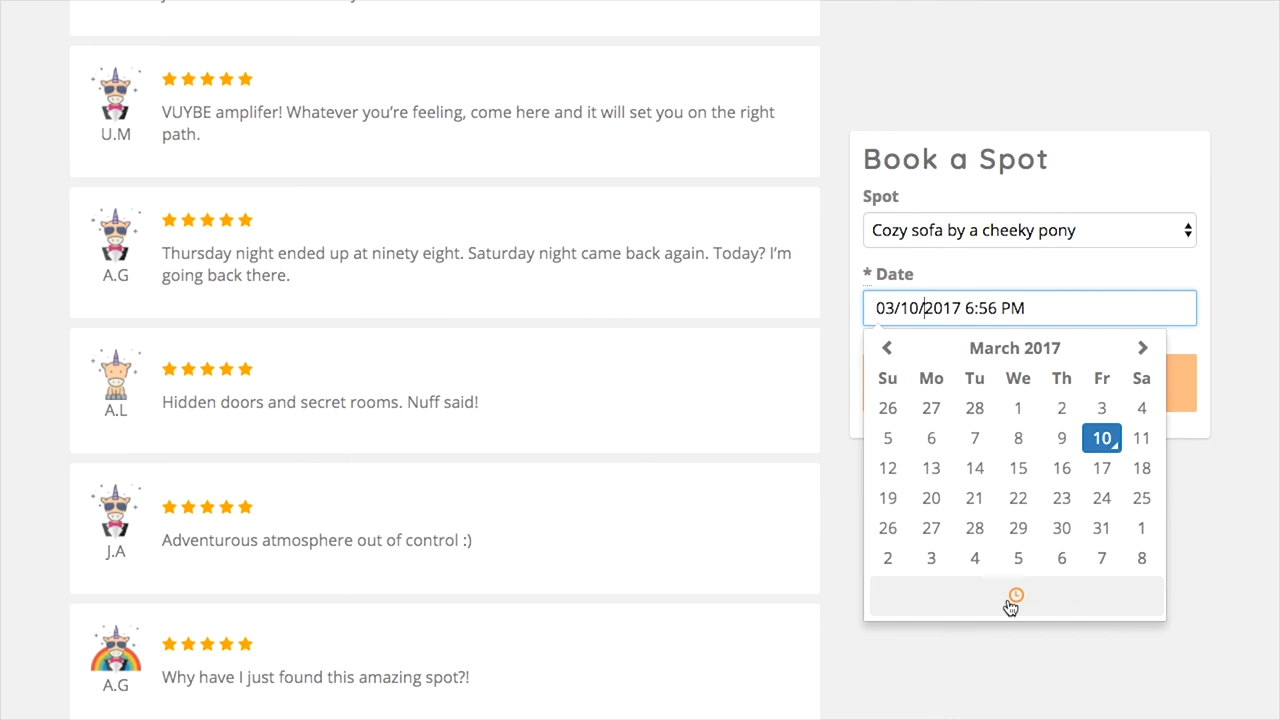 U.M
VUYBE amplifer! Whatever you're feeling, come here and it will set you on the right
path.
A.G
Thursday night ended up at ninety eight. Saturday night came back again. Today? I'm
going back there.
A.L
Hidden doors and secret rooms. Nuff said!
J.A
Adventurous atmosphere out of control :)
A.G
Why have I just found this amazing spot?!
Book a Spot
Spot
Cozy sofa by a cheeky pony
* Date
03/10/2017 6:56 PM
March 2017
Su Mo Tu We Th Fr Sa
26 27 28 1 2 3 4
5 6 7 8 9 10 11
12 13 14 15 16 17 18
19 20 21 22 23 24 25
26 27 28 29 30 31 1
2 3 4 5 6 7 8